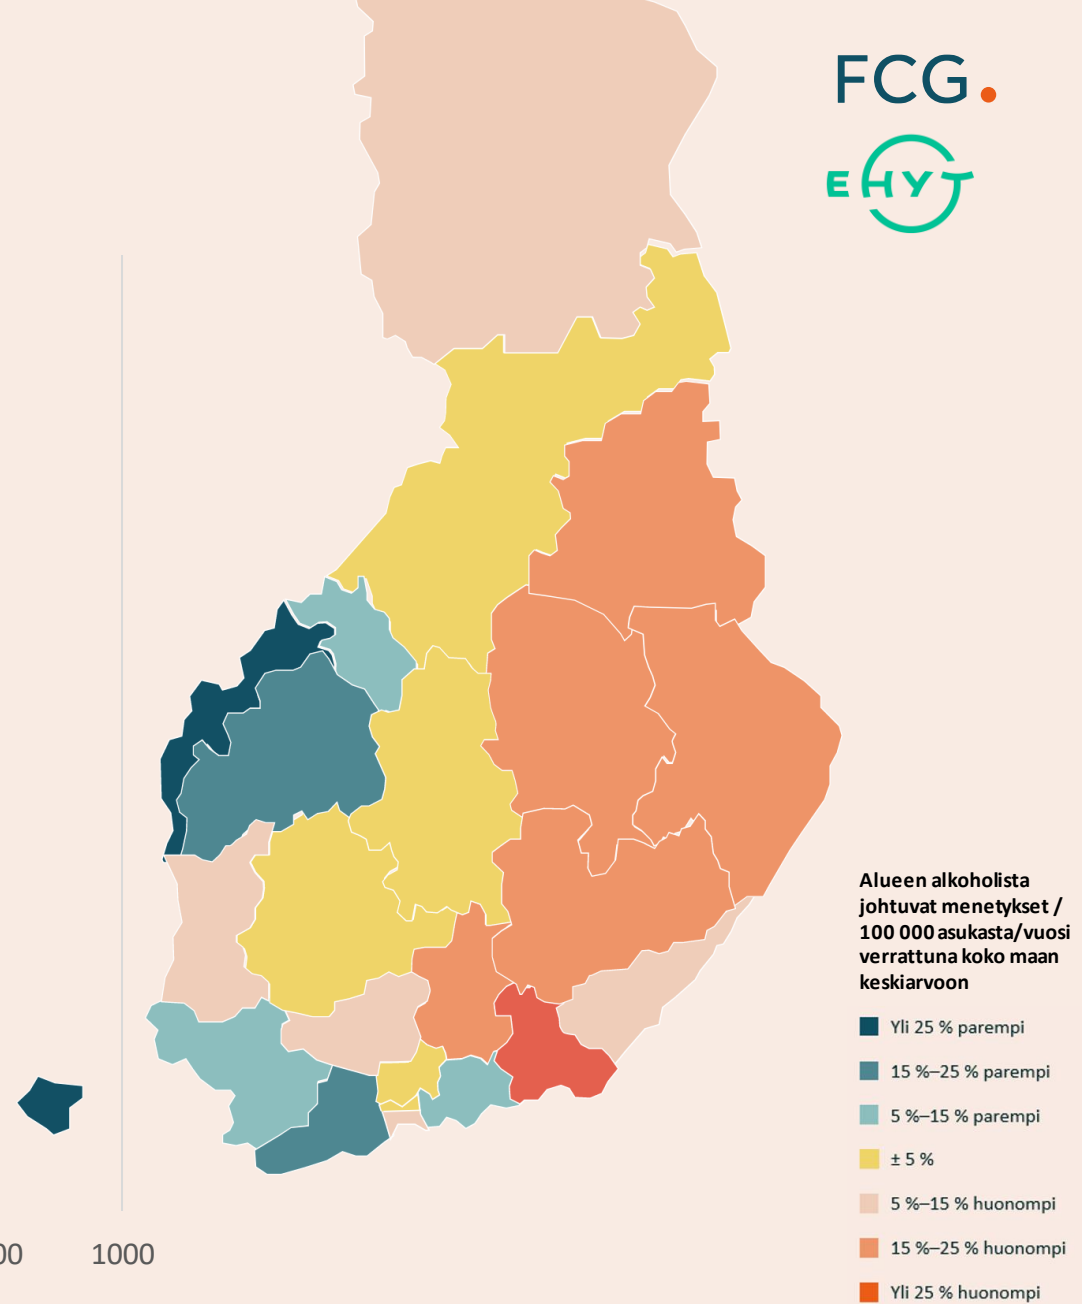 FCG.
EHYT
Alueen alkoholista
johtuvat menetykset /
100 000 asukasta/vuosi
verrattuna koko maan
keskiarvoon
Yli 25 % parempi
15 %–25 % parempi
5 %–15 % parempi
± 5 %
5 %–15 % huonompi
15 %–25 % huonompi
Yli 25 % huonompi
00 1000